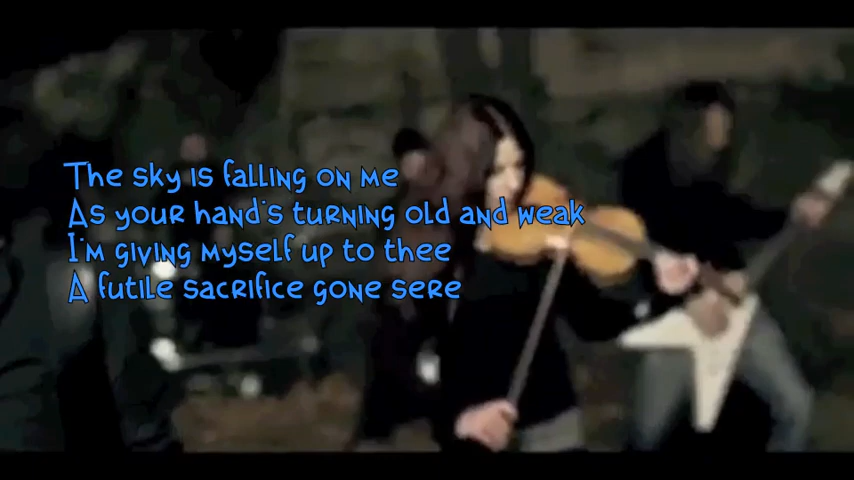 The sky is falling on me
As your hand's turning old and weak
I'm giving myself up to thee
A futile sacrifice gone sere